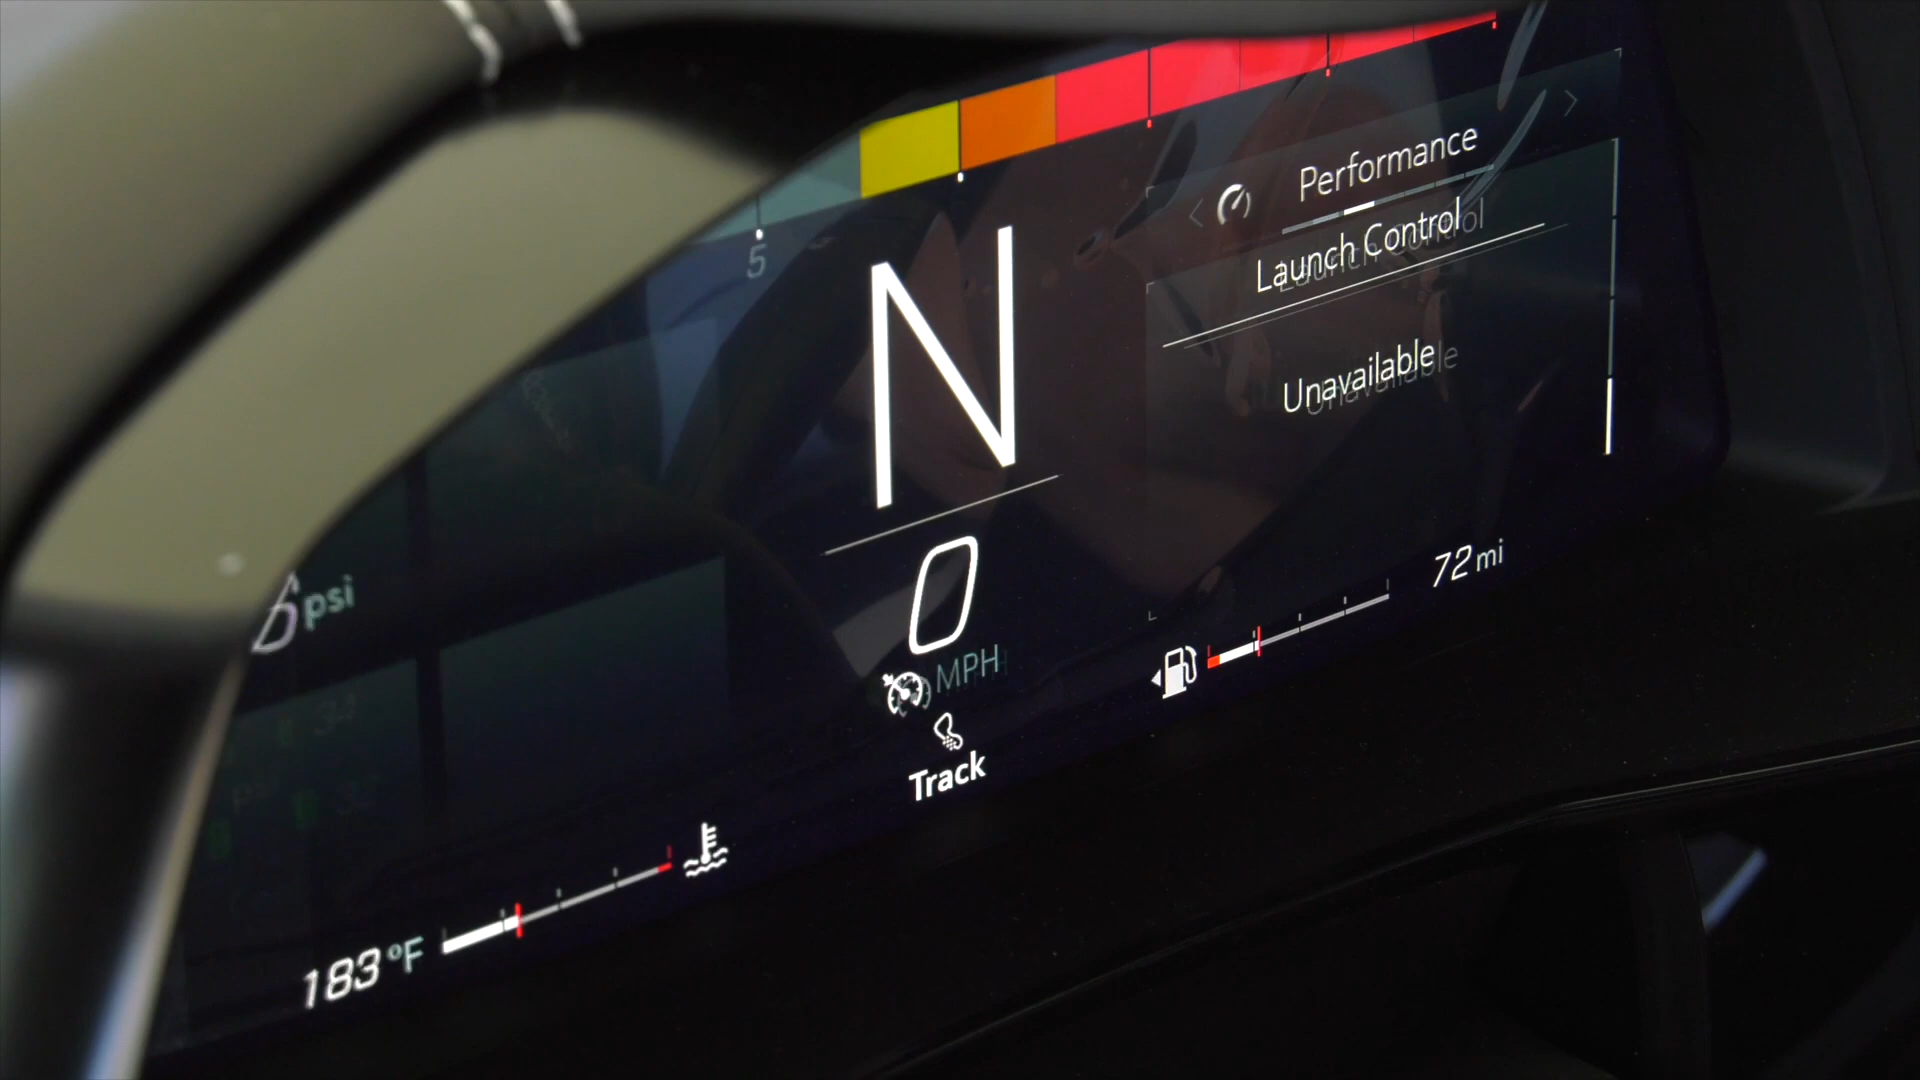 Performance
Launch Control
5
N
Unavailable
72 mi
psi
0
MPH
Track
183 °F